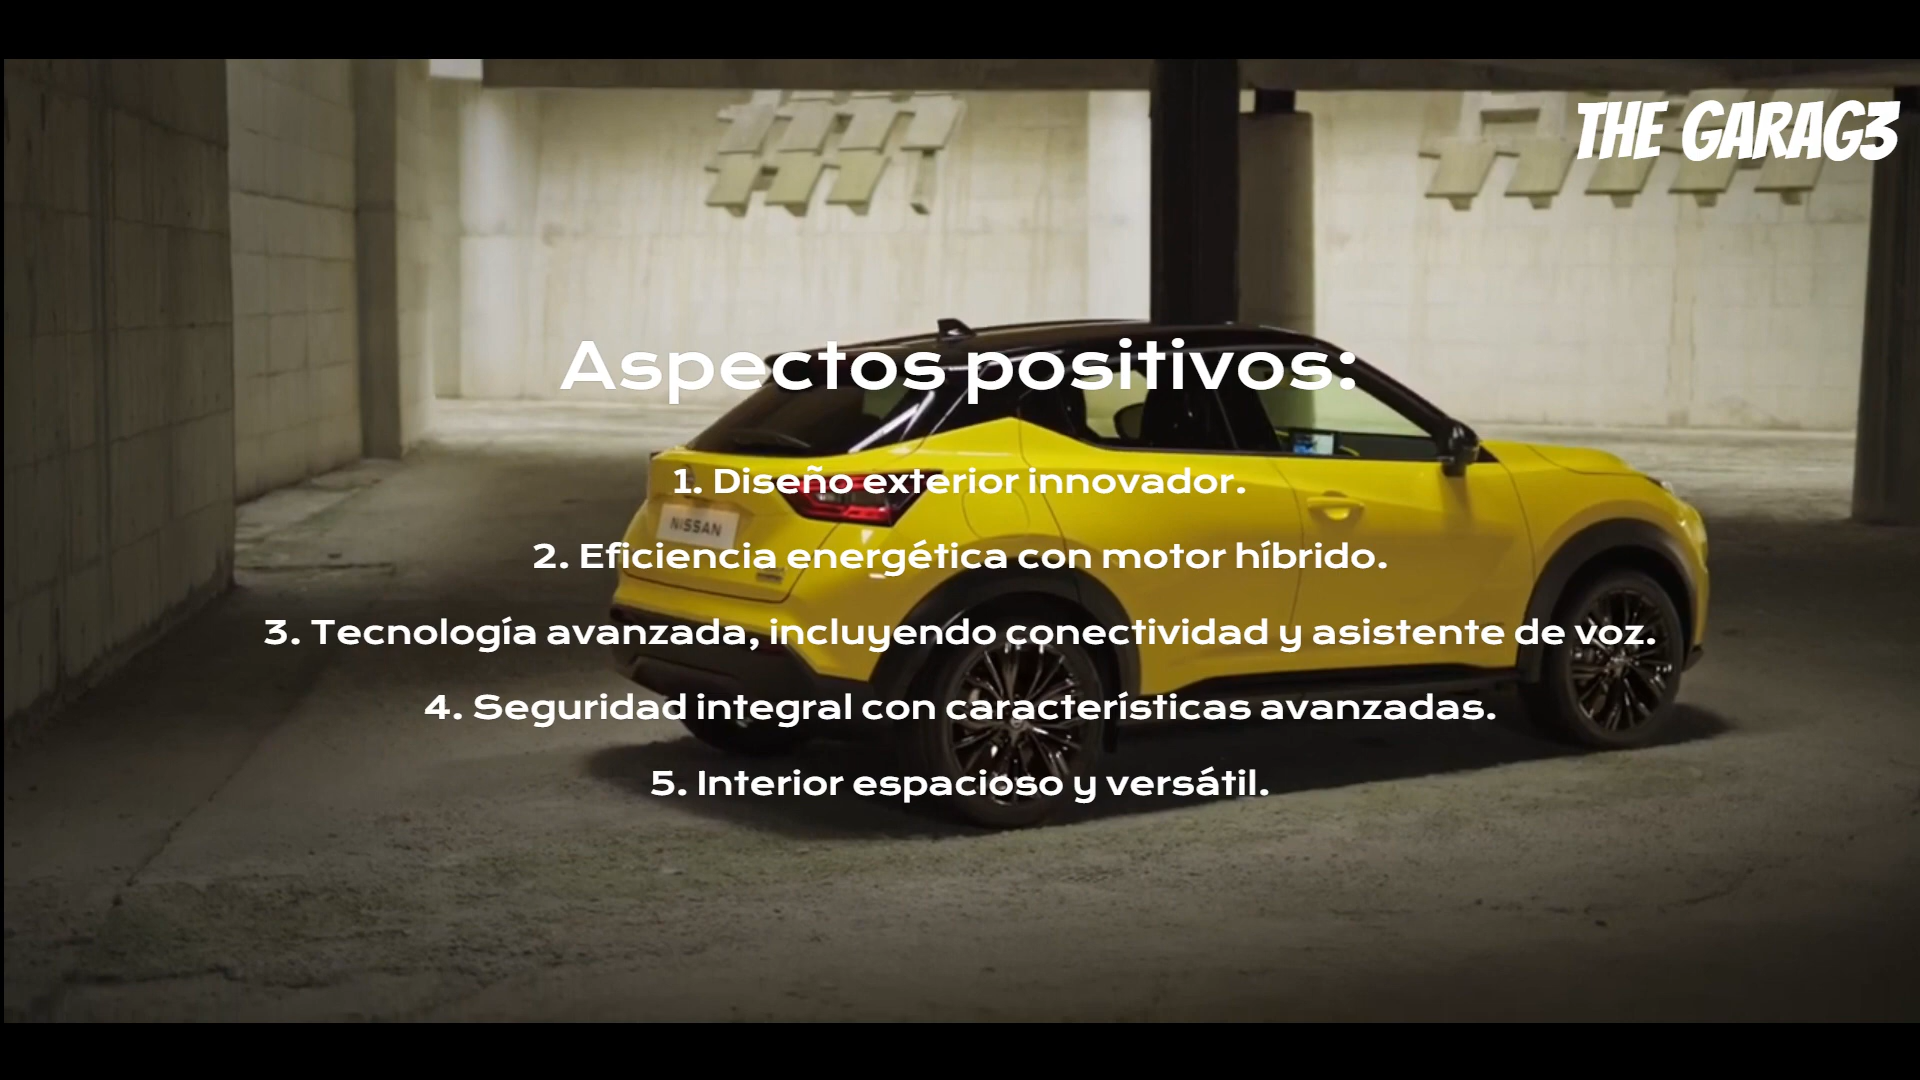 THE GARAG3
Aspectos positivos:
1. Diseño exterior innovador.
NISSAN
2. Eficiencia energética con motor híbrido.
3. Tecnología avanzada, incluyendo conectividad y asistente de voz.
4. Seguridad integral con características avanzadas.
5. Interior espacioso y versátil.